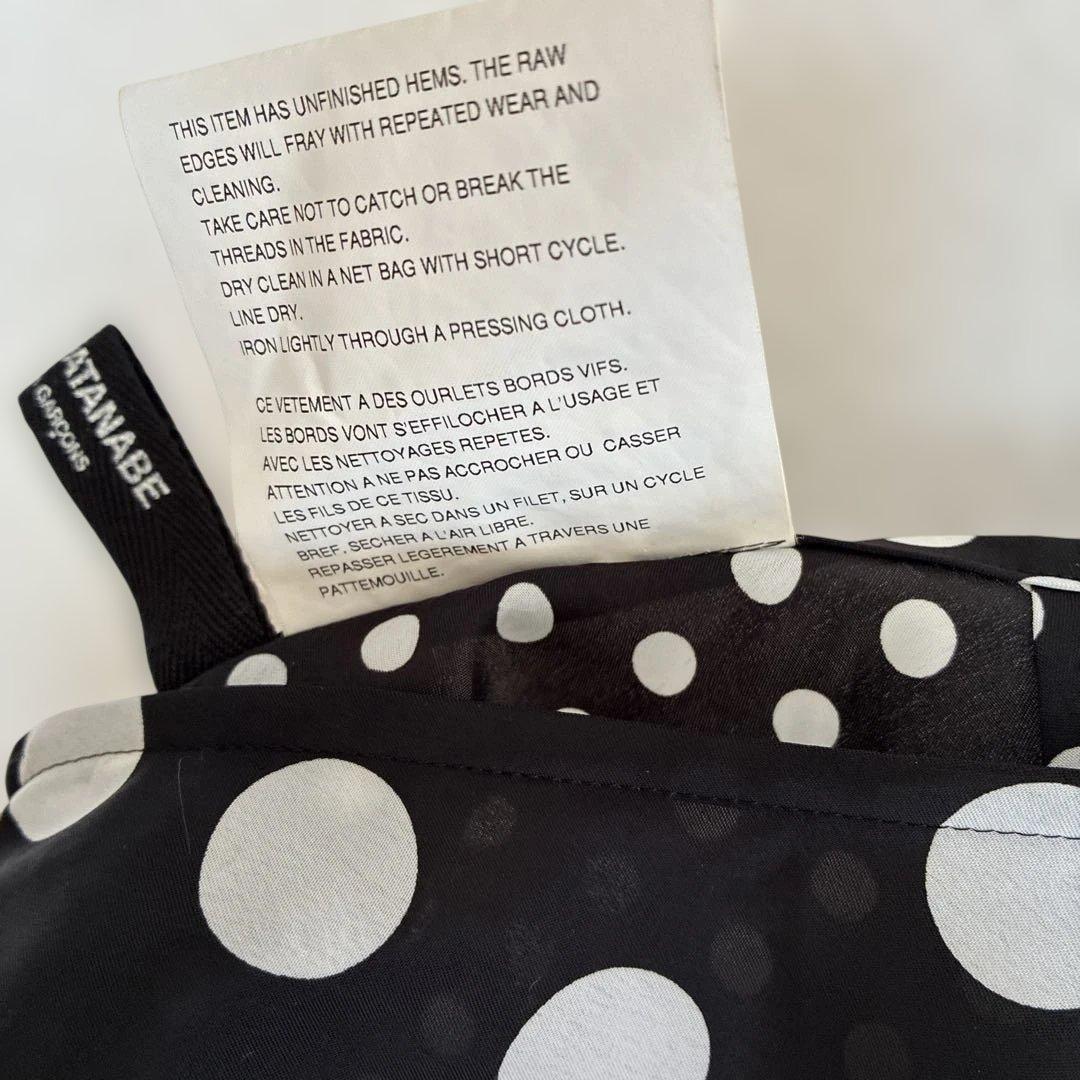 THIS ITEM HAS UNFINISHED HEMS. THE RAW
EDGES WILL FRAY WITH REPEATED WEAR AND
CLEANING.
TAKE CARE NOT TO CATCH OR BREAK THE
THREADS IN THE FABRIC.
DRY CLEAN IN A NET BAG WITH SHORT CYCLE.
LINE DRY.
IRON LIGHTLY THROUGH A PRESSING CLOTH.
CE VETEMENT A DES OURLETS BORDS VIFS.
LES BORDS VONT S'EFFILOCHER A L'USAGE ET
AVEC LES NETTOYAGES REPETES.
ATTENTION A NE PAS ACCROCHER OU CASSER
LES FILS DE CE TISSU.
NETTOYER A SEC DANS UN FILET, SUR UN CYCLE
BREF. SECHER A L'AIR LIBRE.
REPASSER LEGEREMENT A TRAVERS UNE
PATTEMOUILLE.
ATANABE
GARÇONS